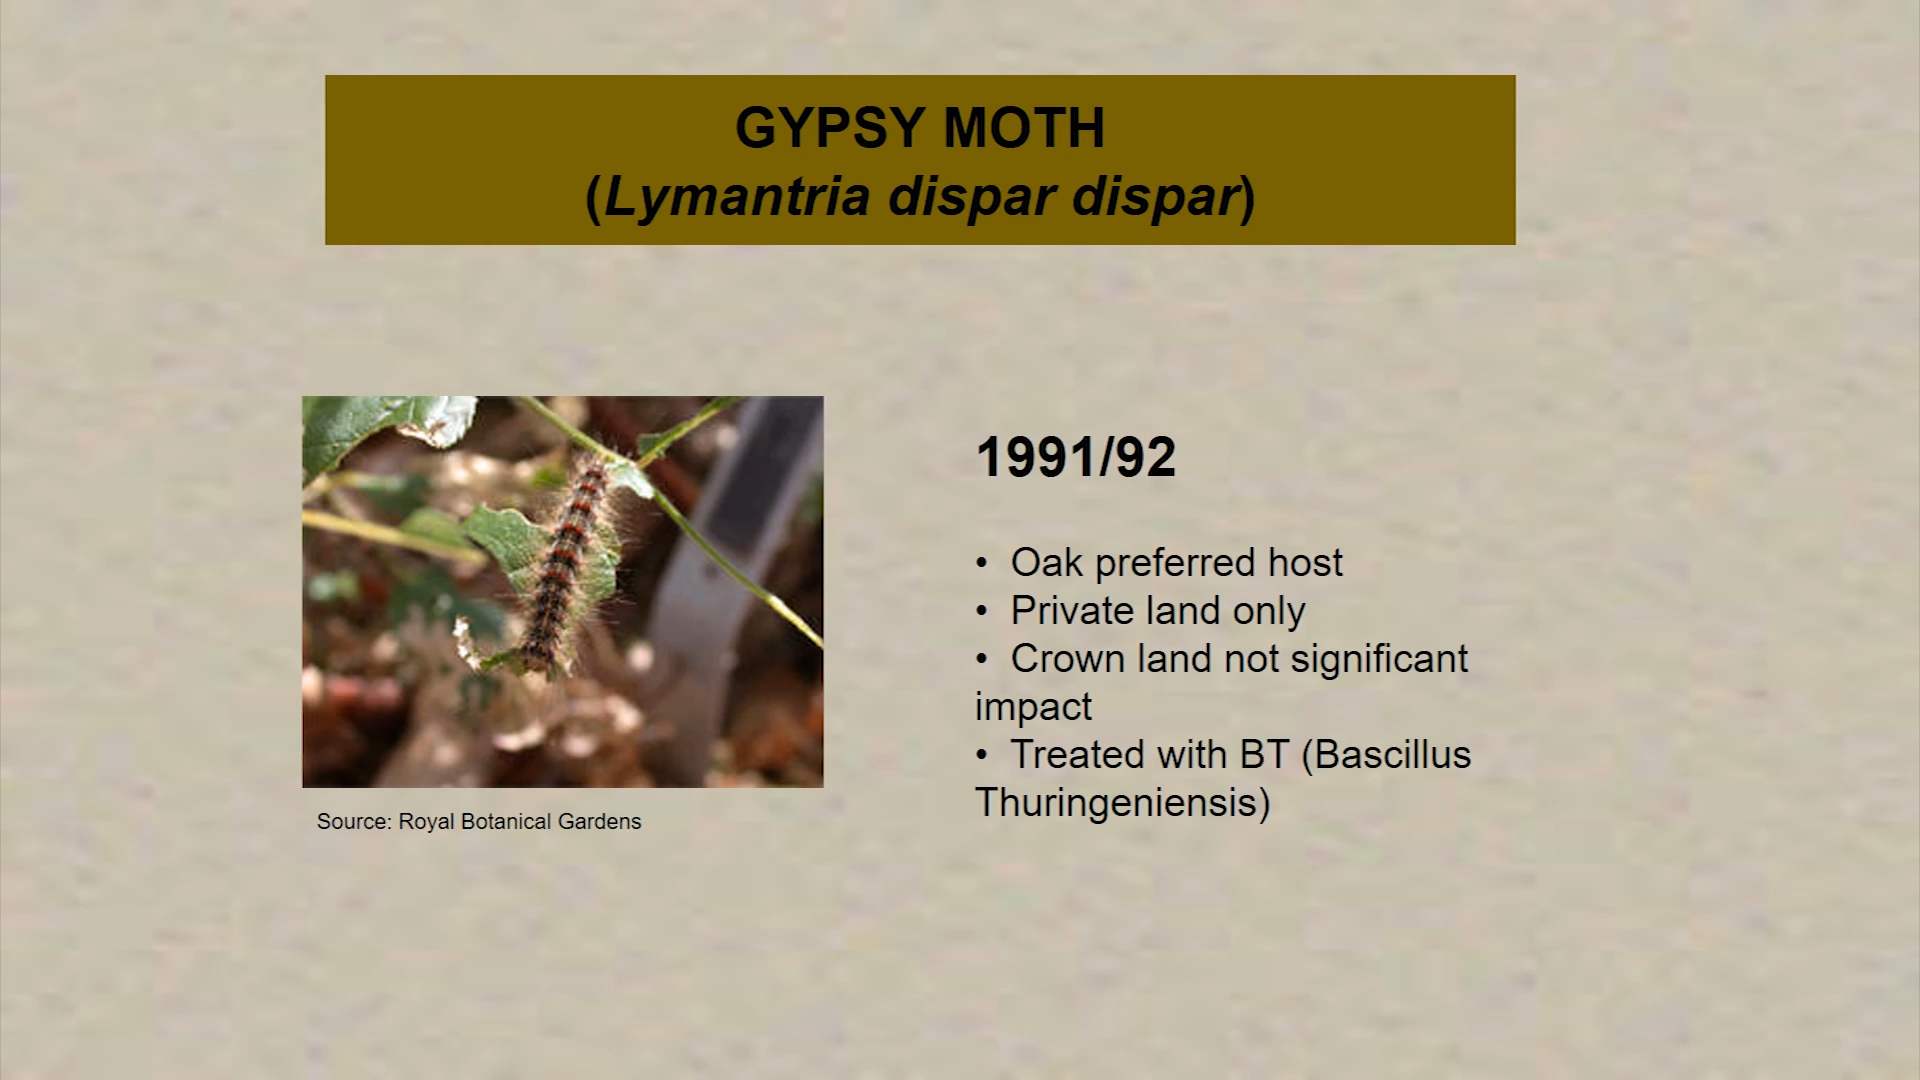 GYPSY MOTH
(Lymantria dispar dispar)
1991/92
• Oak preferred host
• Private land only
• Crown land not significant
impact
• Treated with BT (Bascillus
Thuringeniensis)
Source: Royal Botanical Gardens